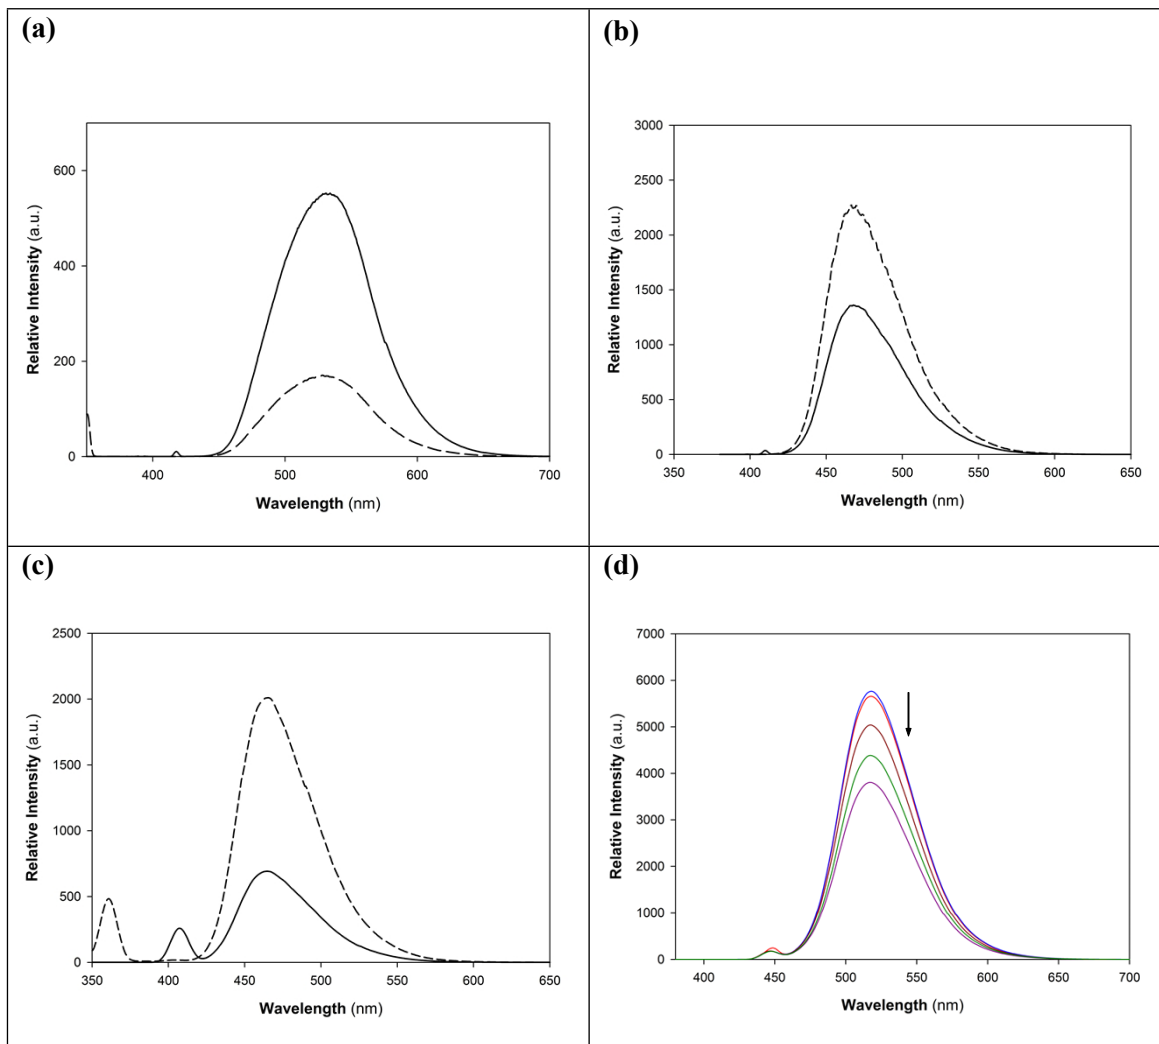 (a)
600
400
200
0
400 500 600 700
Relative Intensity (a.u.)
Wavelength (nm)
(b)
3000
2500
2000
1500
1000
500
0
350 400 450 500 550 600 650
Relative Intensity (a.u.)
Wavelength (nm)
(c)
2500
2000
1500
1000
500
0
350 400 450 500 550 600 650
Relative Intensity (a.u.)
Wavelength (nm)
(d)
7000
6000
5000
4000
3000
2000
1000
0
400 450 500 550 600 650 700
Relative Intensity (a.u.)
Wavelength (nm)